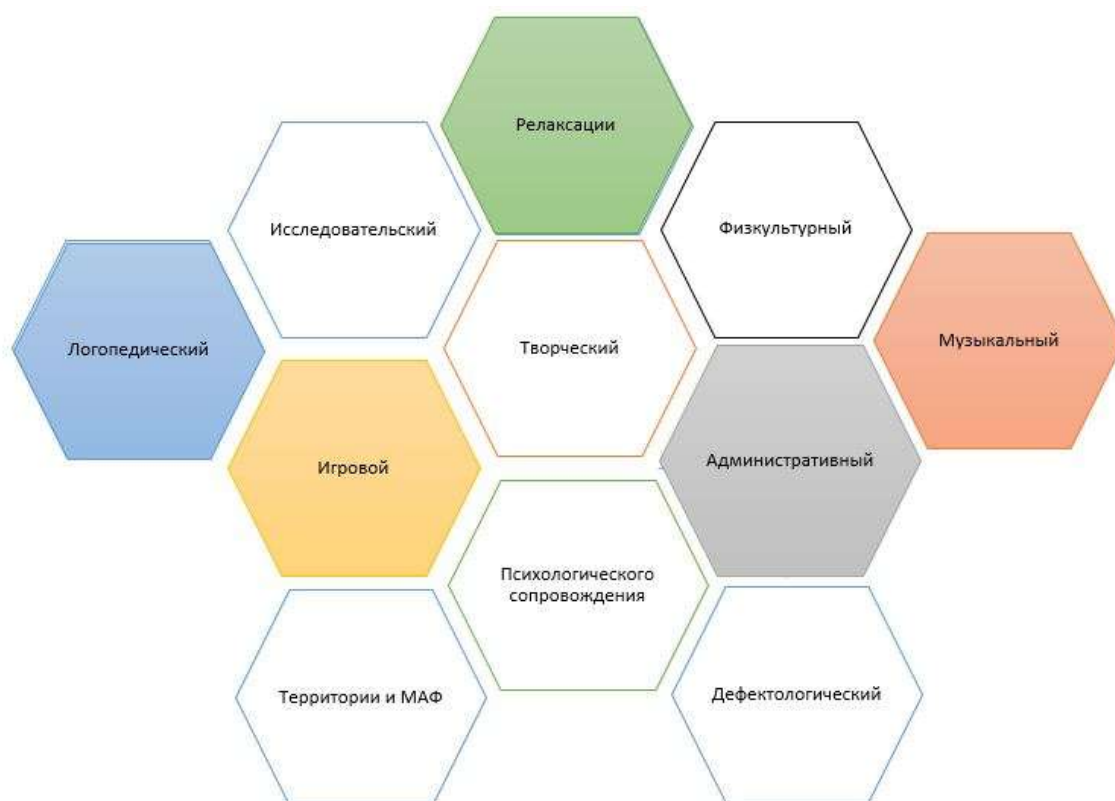 Релаксации
Исследовательский
Физкультурный
Логопедический
Творческий
Музыкальный
Игровой
Административный
Психологического
сопровождения
Территории и МАФ
Дефектологический